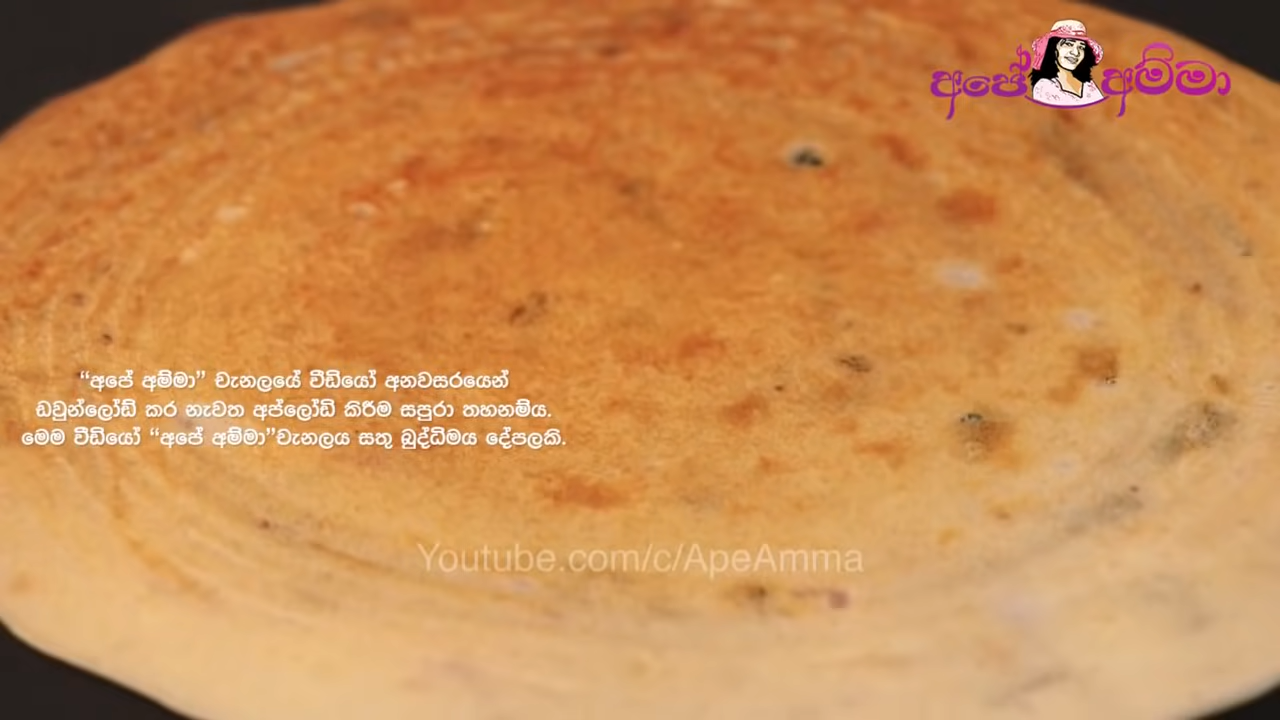 අපේ අම්මා
“අපේ අම්මා” චැනලයේ වීඩියෝ අනවසරයෙන්
ඩවුන්ලෝඩ් කර නැවත අප්ලෝඩ් කිරීම සපුරා තහනම්ය.
මෙම වීඩියෝ “අපේ අම්මා”චැනලය සතු බුද්ධිමය දේපලකි.
Youtube.com/c/ApeAmma